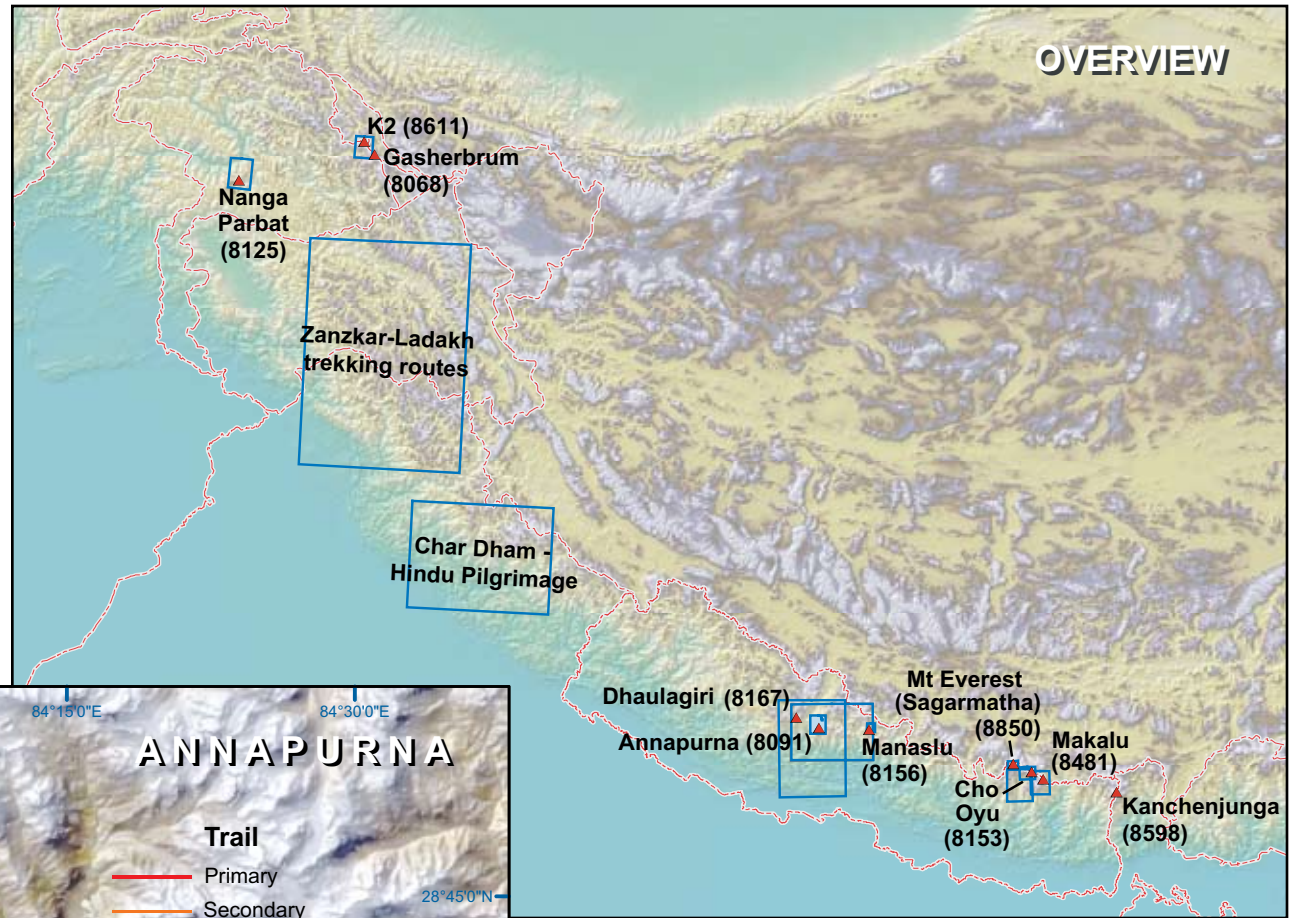 OVERVIEW
K2 (8611)
Gasherbrum
(8068)
Nanga
Parbat
(8125)
Zanzkar-Ladakh
trekking routes
Char Dham -
Hindu Pilgrimage
Dhaulagiri (8167)
Annapurna (8091)
Manaslu
(8156)
Mt Everest
(Sagarmatha)
8850)
Makalu
(8481)
Cho
Oyu
(8153)
Kanchenjunga
(8598)
84°15'0"E
84°30'0"E
ANNAPURNA
Trail
Primary
Secondary
28°45'0"N